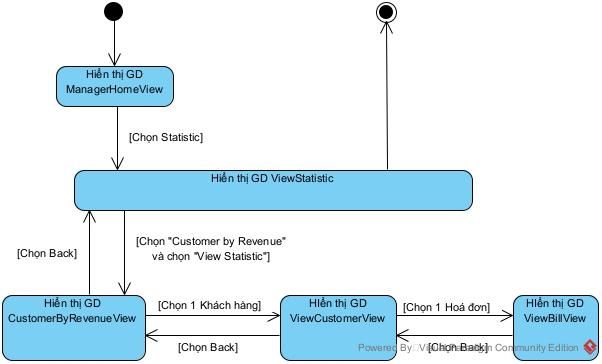 Hiển thị GD
ManagerHomeView
[Chọn Statistic]
Hiển thị GD ViewStatistic
[Chọn Back]
[Chọn "Customer by Revenue"
và chọn "View Statistic"]
Hiển thị GD
CustomerByRevenueView
[Chọn 1 Khách hàng]
HIển thị GD
ViewCustomerView
[Chọn 1 Hoá đơn]
HIển thị GD
ViewBillView
[Chọn Back]
[Chọn Back]
Powered By Visual Paradigm Community Edition